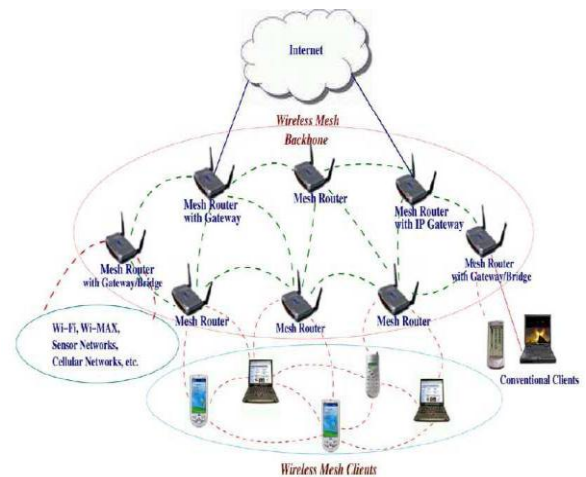 Internet
Wireless Mesh
Backbone
Mesh Router
with Gateway
Mesh Router
Mesh Router
with IP Gateway
Mesh Router
with Gateway/Bridge
Mesh Router
with Gateway/Bridge
Mesh Router
Mesh Router
Mesh Router
Wi-Fi, Wi-MAX,
Sensor Networks,
Cellular Networks, etc.
Conventional Clients
Wireless Mesh Clients